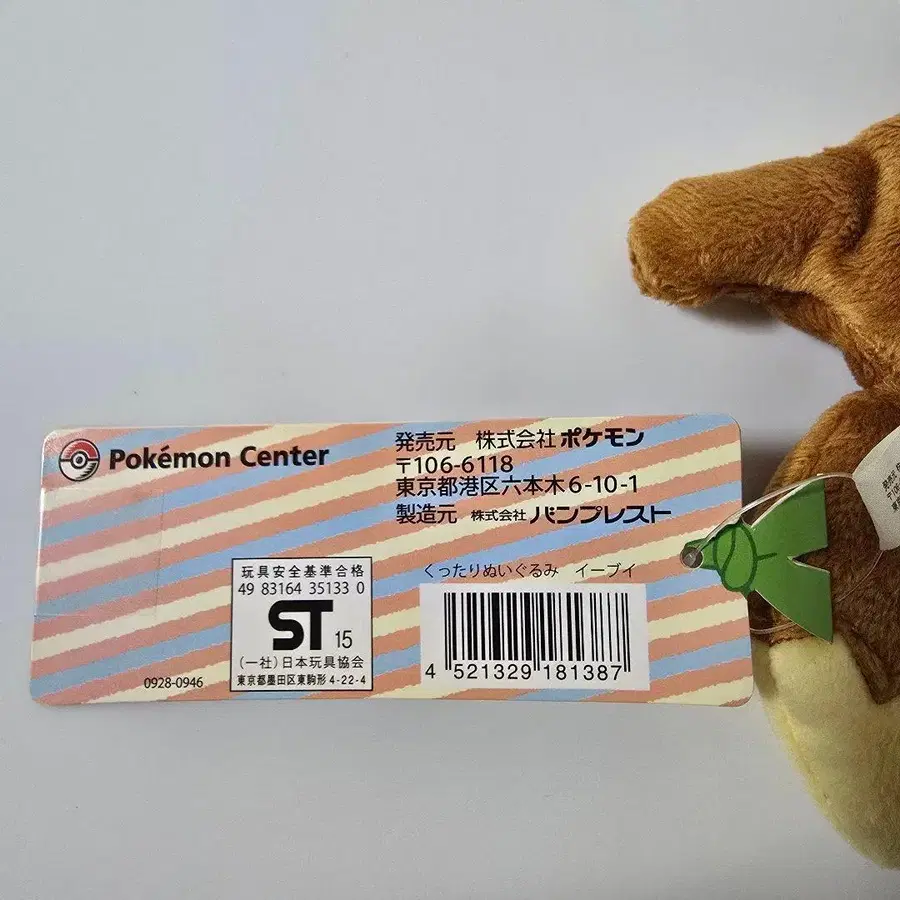 Pokémon Center
発売元 株式会社ポケモン
〒106-6118
東京都港区六本木6-10-1
製造元 株式会社 バンプレスト
玩具安全基準合格
49 83164 35133 0
ST 15
(一社)日本玩具協会
東京都墨田区東駒形4-22-4
くったりぬいぐるみ イーブイ
4 521329 181387
0928-0946